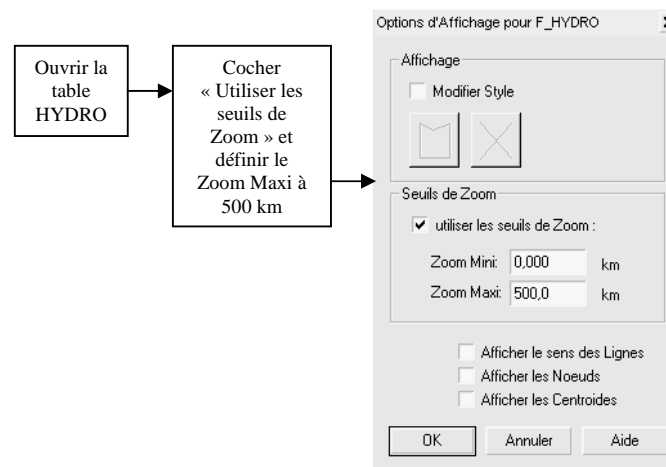 Ouvrir la
table
HYDRO
Cocher
« Utiliser les
seuils de
Zoom » et
définir le
Zoom Maxi à
500 km
Options d'Affichage pour F_HYDRO
Affichage
Modifier Style
Seuils de Zoom
utiliser les seuils de Zoom :
Zoom Mini: 0,000 km
Zoom Maxi: 500,0 km
Afficher le sens des Lignes
Afficher les Noeuds
Afficher les Centroides
OK Annuler Aide